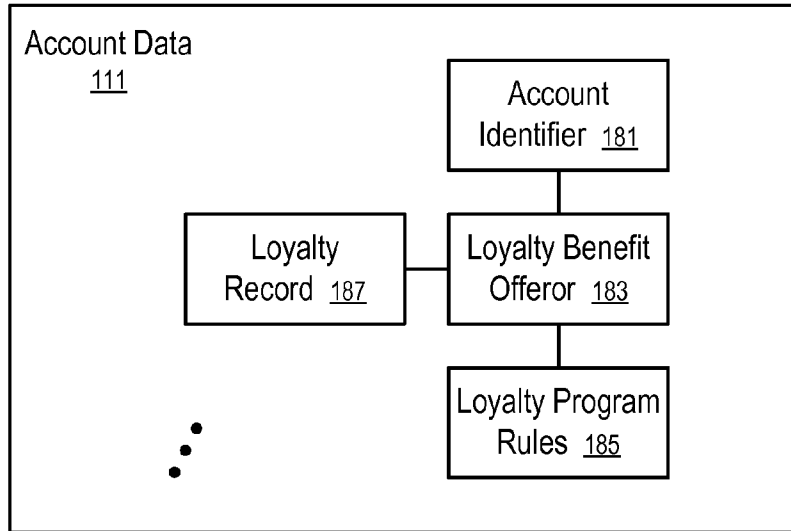 Account Data
111
Account
Identifier 181
Loyalty
Record 187
Loyalty Benefit
Offeror 183
Loyalty Program
Rules 185